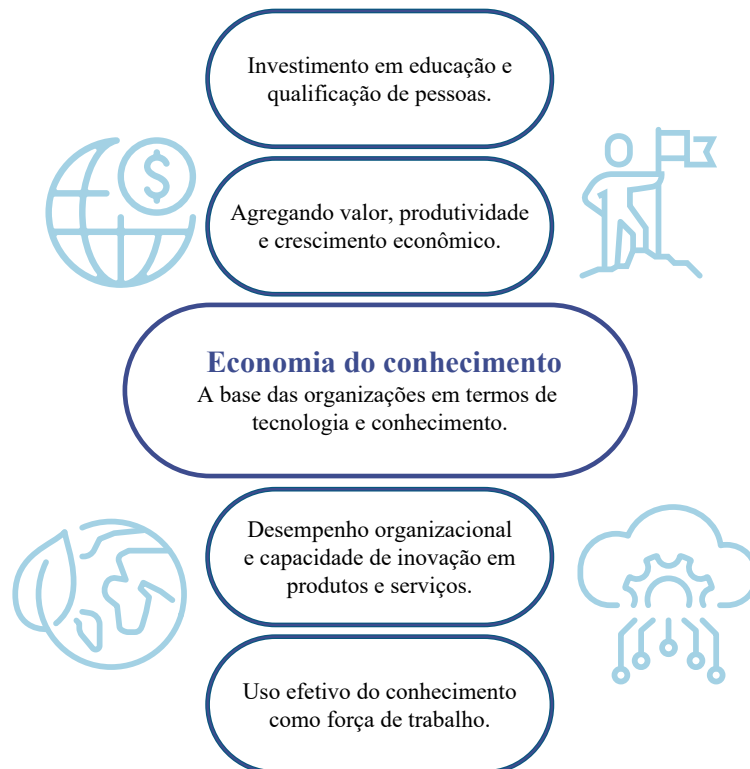 Investimento em educação e
qualificação de pessoas.
$
Agregando valor, produtividade
e crescimento econômico.
Economia do conhecimento
A base das organizações em termos de
tecnologia e conhecimento.
Desempenho organizacional
e capacidade de inovação em
produtos e serviços.
Uso efetivo do conhecimento
como força de trabalho.